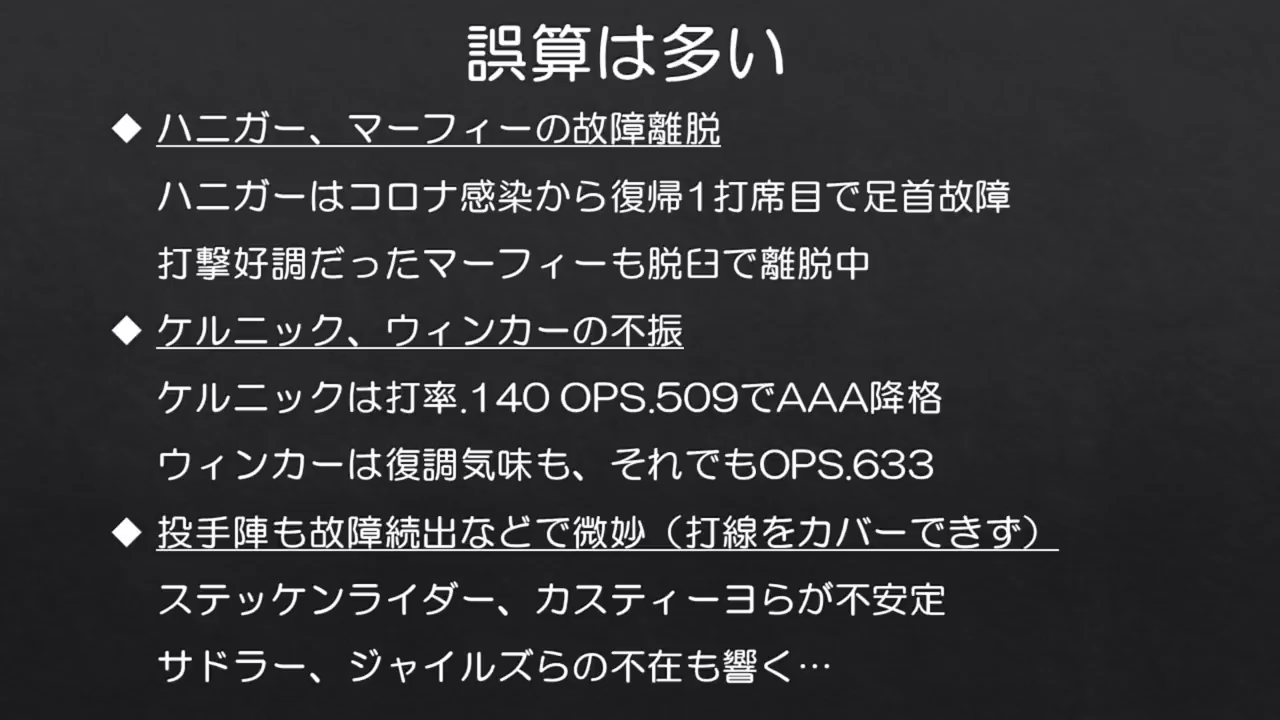 誤算は多い
◆ ハニガー、マーフィーの故障離脱
ハニガーはコロナ感染から復帰1打席目で足首故障
打撃好調だったマーフィーも脱臼で離脱中
◆ ケルニック、ウィンカーの不振
ケルニックは打率.140 OPS.509でAAA降格
ウィンカーは復調気味も、それでもOPS.633
◆ 投手陣も故障続出などで微妙（打線をカバーできず）
ステッケンライダー、カスティーヨらが不安定
サドラー、ジャイルズらの不在も響く…